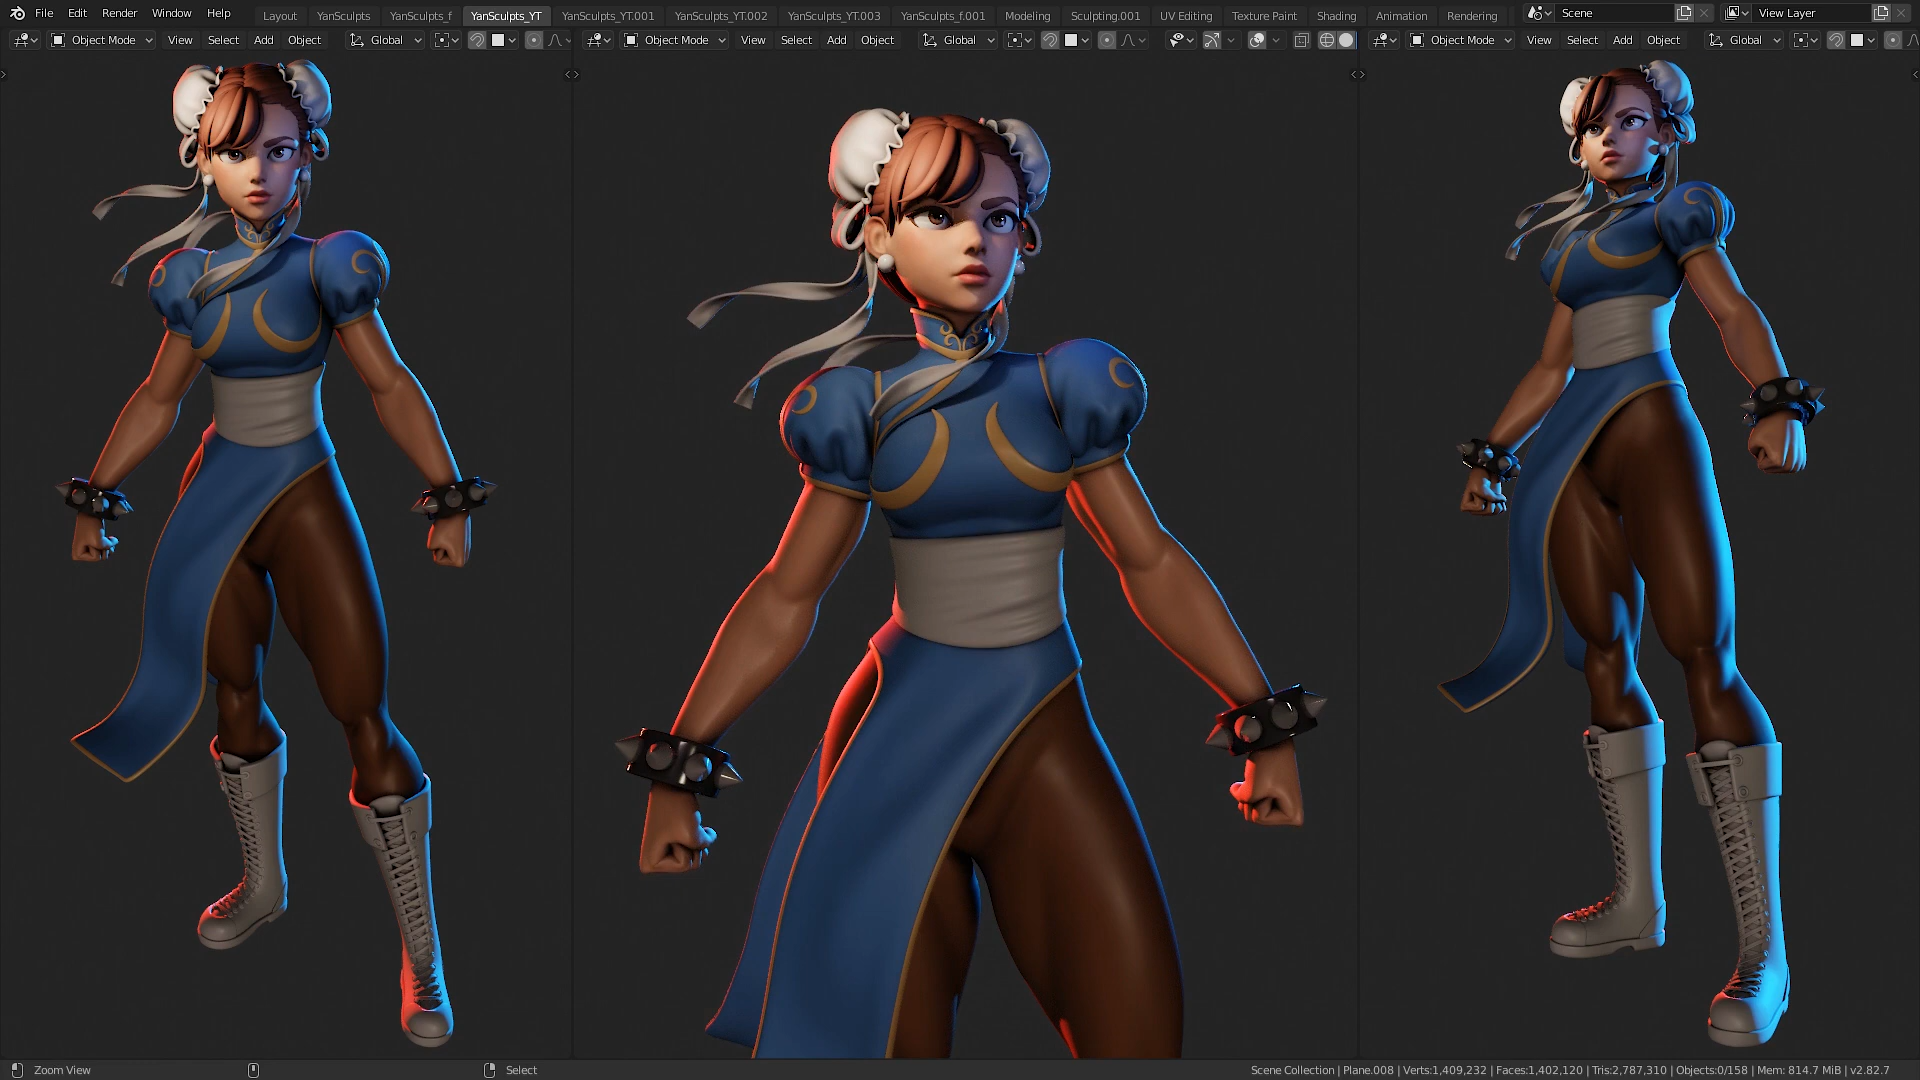 File Edit Render Window Help Layout YanSculpts YanSculpts_f YanSculpts_YT YanSculpts_YT.001 YanSculpts_YT.002 YanSculpts_YT.003 YanSculpts_f.001 Modeling Sculpting.001 UV Editing Texture Paint Shading Animation Rendering Scene View Layer
Object Mode View Select Add Object Global Object Mode View Select Add Object Global Object Mode View Select Add Object Global
Zoom View Select Scene Collection | Plane.008 | Verts:1,409,232 | Faces:1,402,120 | Tris:2,787,310 | Objects:0/158 | Mem: 814.7 MiB | v2.82.7